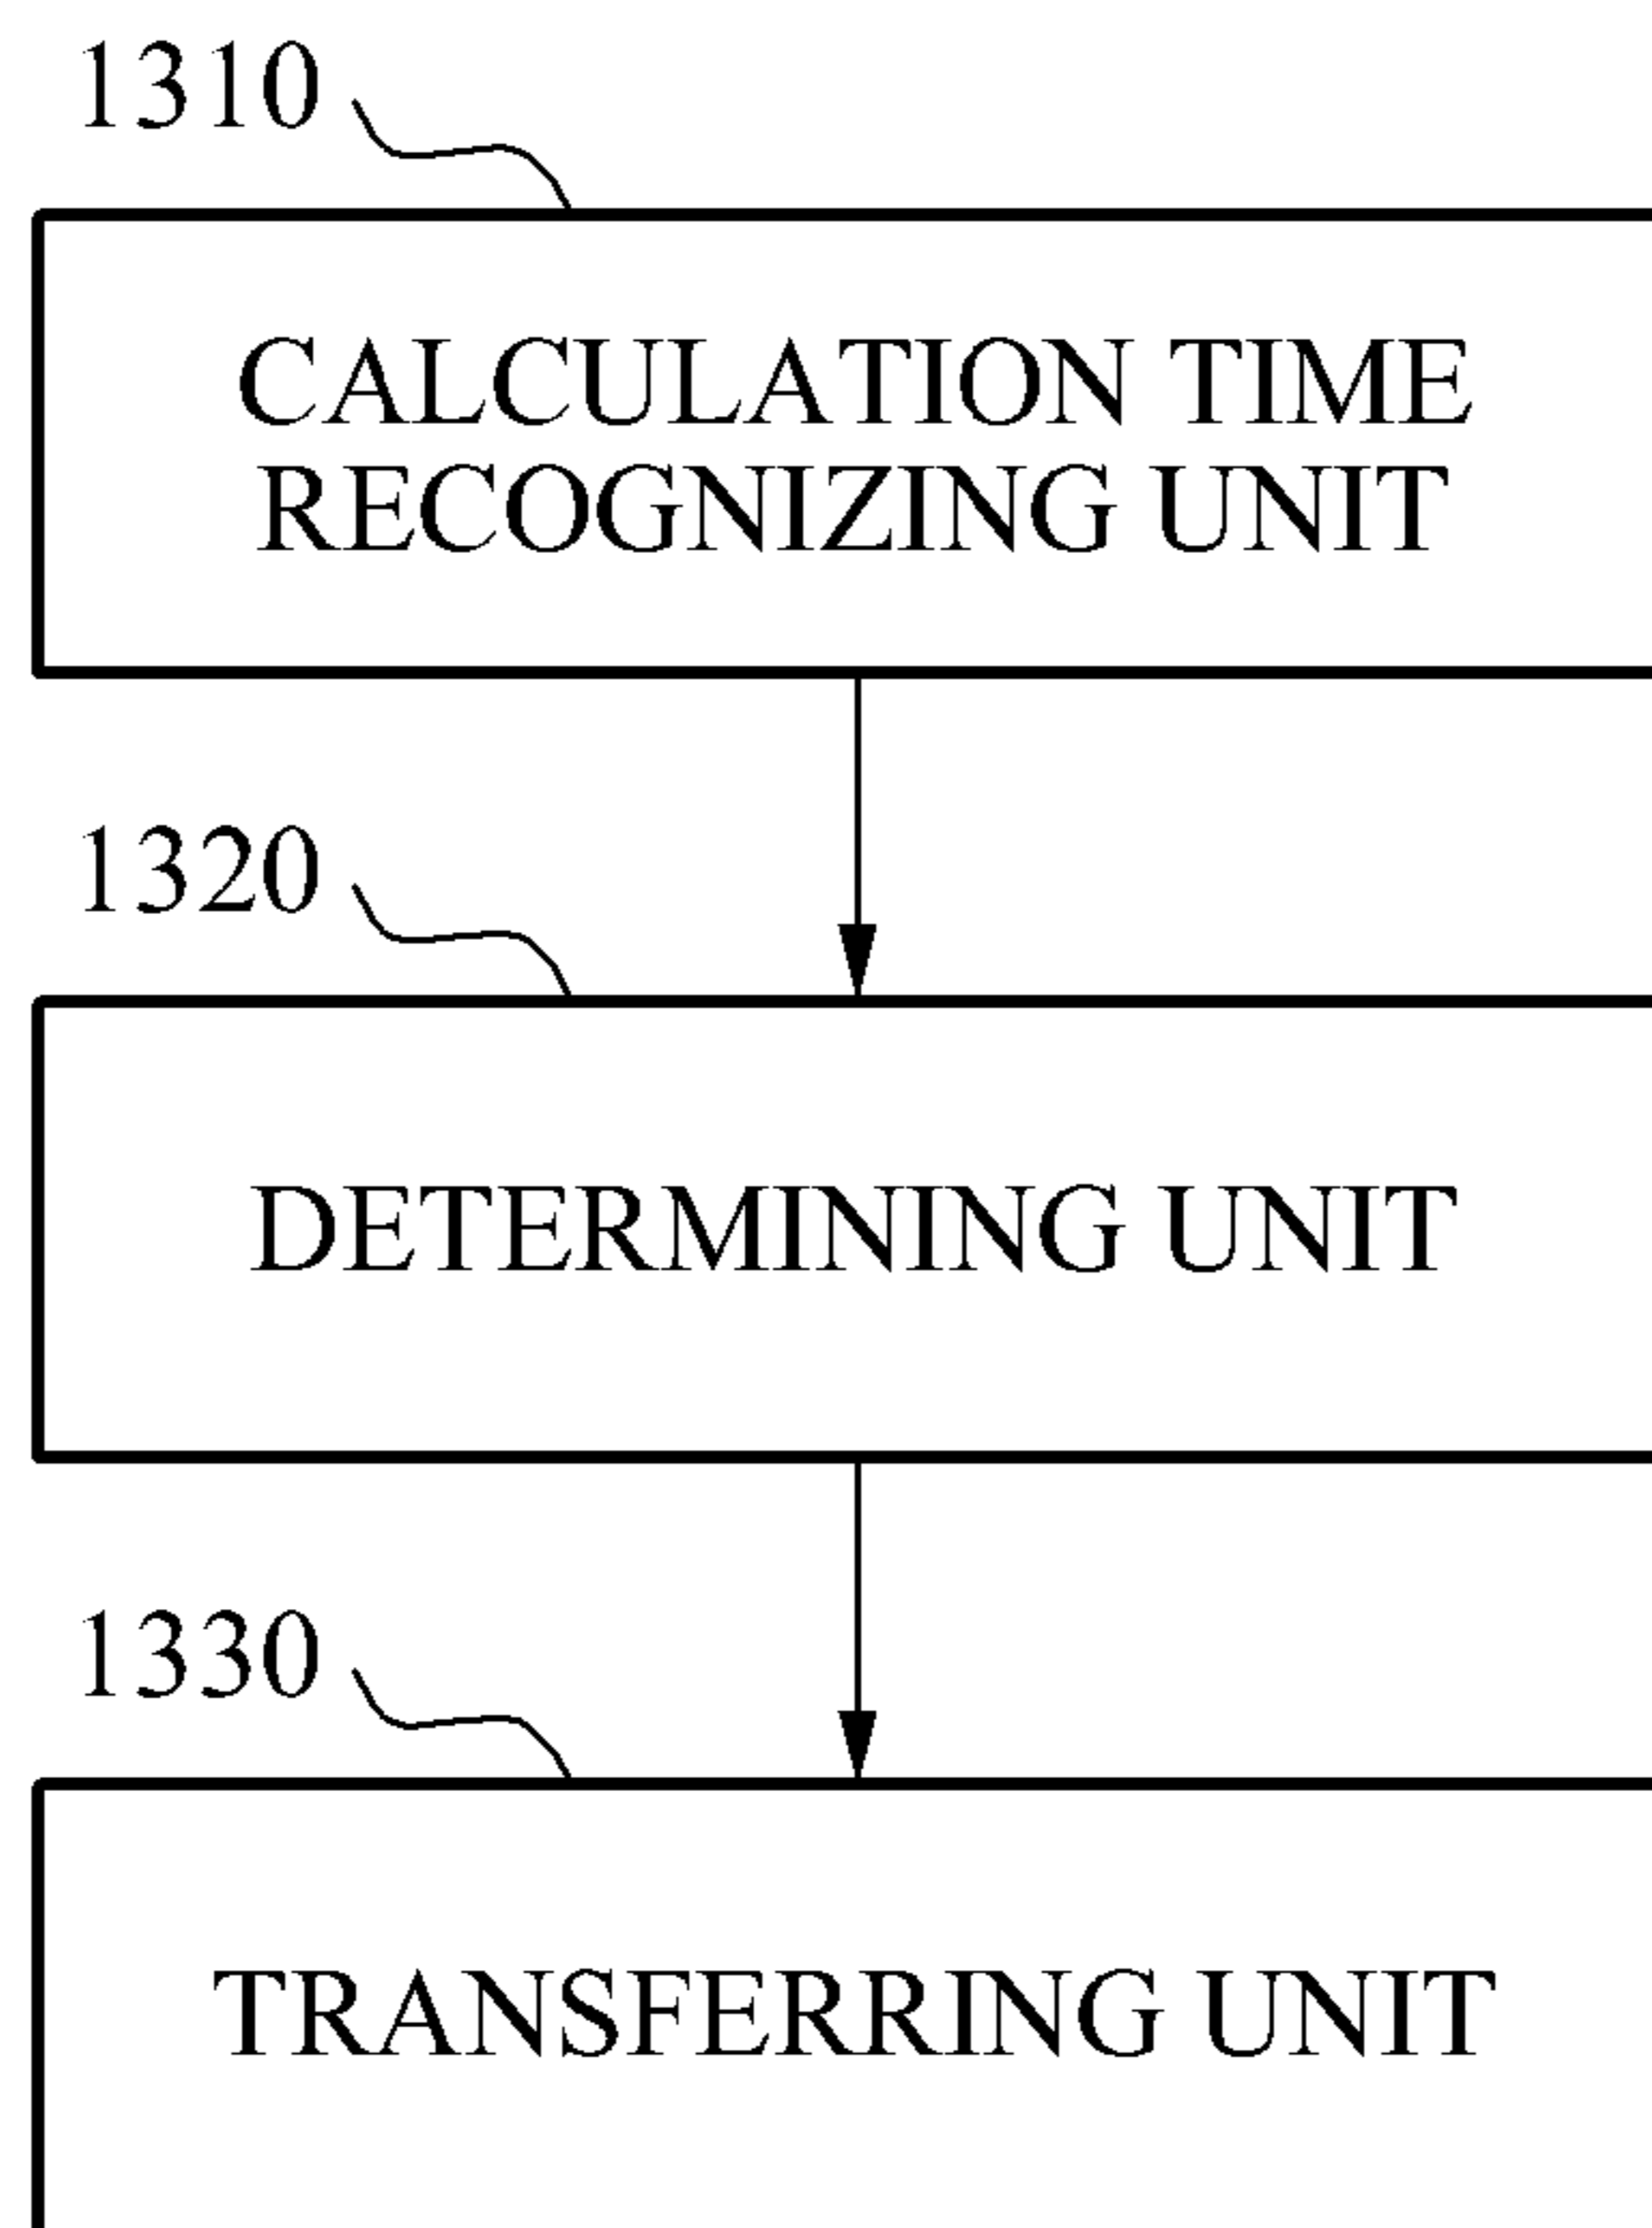 1310
CALCULATION TIME
RECOGNIZING UNIT
1320
DETERMINING UNIT
1330
TRANSFERRING UNIT